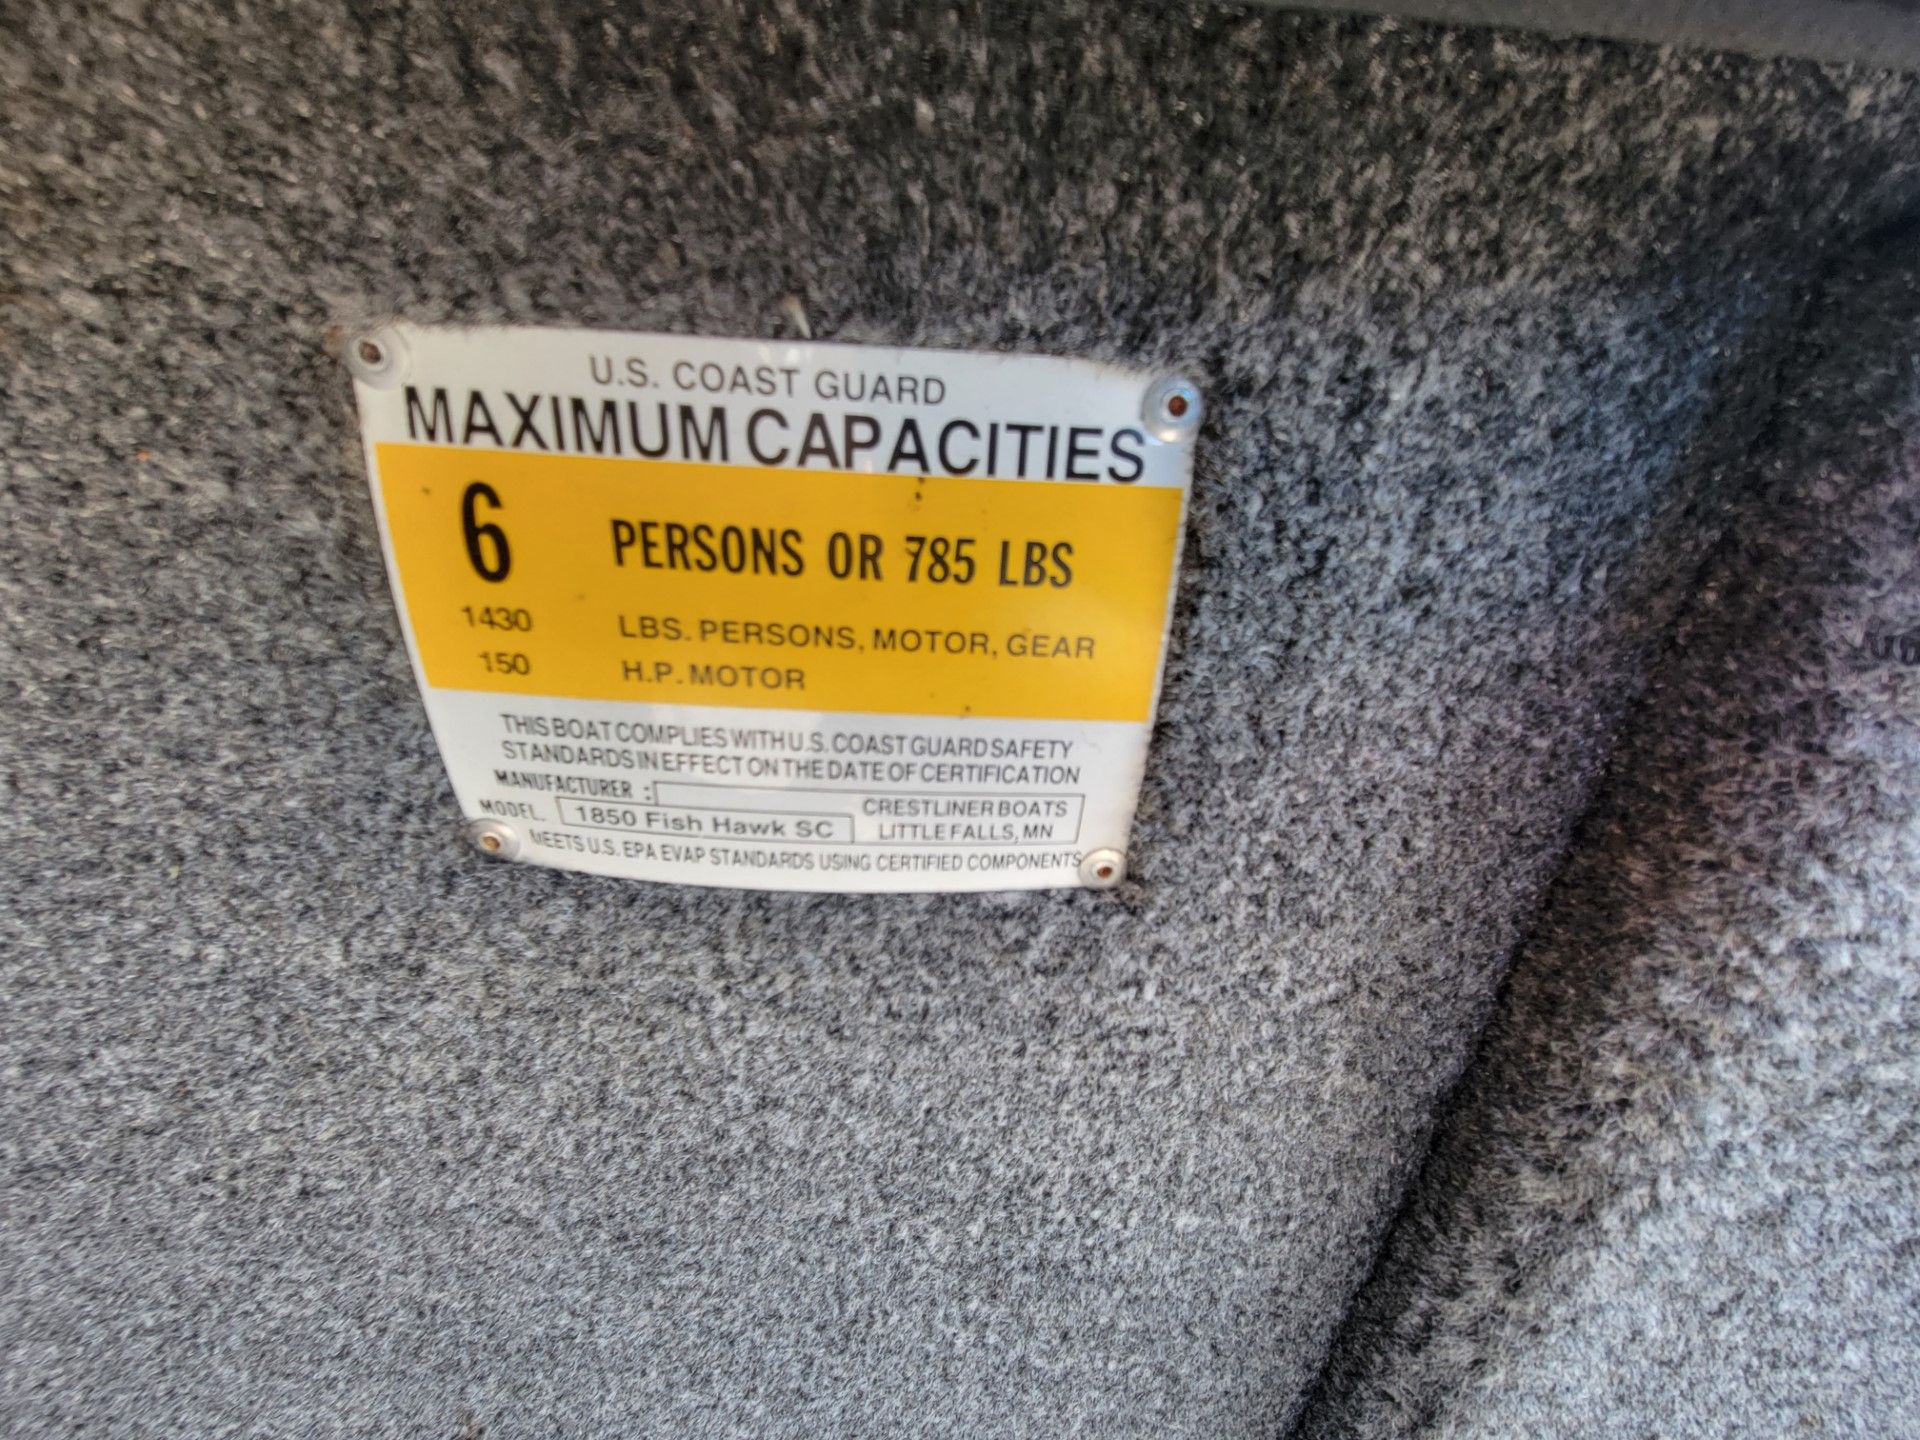 U.S. COAST GUARD
MAXIMUM CAPACITIES
6 PERSONS OR 785 LBS
1430 LBS. PERSONS, MOTOR, GEAR
150 H.P. MOTOR
THIS BOAT COMPLIES WITH U.S. COAST GUARD SAFETY
STANDARDS IN EFFECT ON THE DATE OF CERTIFICATION
MANUFACTURER : CRESTLINER BOATS
MODEL. 1850 Fish Hawk SC LITTLE FALLS, MN
MEETS U.S. EPA EVAP STANDARDS USING CERTIFIED COMPONENTS